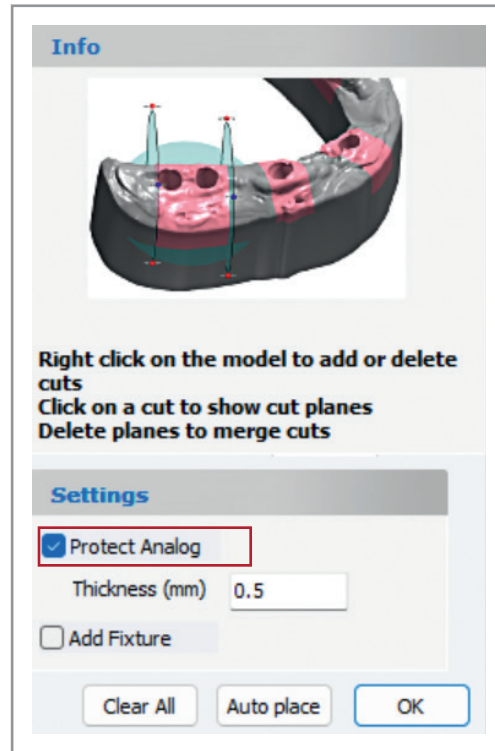 Info
Right click on the model to add or delete
cuts
Click on a cut to show cut planes
Delete planes to merge cuts
Settings
Protect Analog
Thickness (mm) 0.5
Add Fixture
Clear All Auto place OK